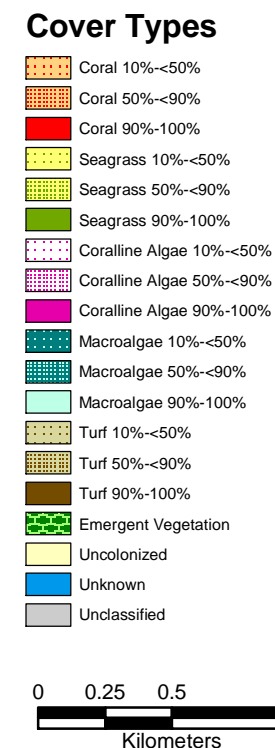 Cover Types
Coral 10%-<50%
Coral 50%-<90%
Coral 90%-100%
Seagrass 10%-<50%
Seagrass 50%-<90%
Seagrass 90%-100%
Coralline Algae 10%-<50%
Coralline Algae 50%-<90%
Coralline Algae 90%-100%
Macroalgae 10%-<50%
Macroalgae 50%-<90%
Macroalgae 90%-100%
Turf 10%-<50%
Turf 50%-<90%
Turf 90%-100%
Emergent Vegetation
Uncolonized
Unknown
Unclassified
0 0.25 0.5
Kilometers